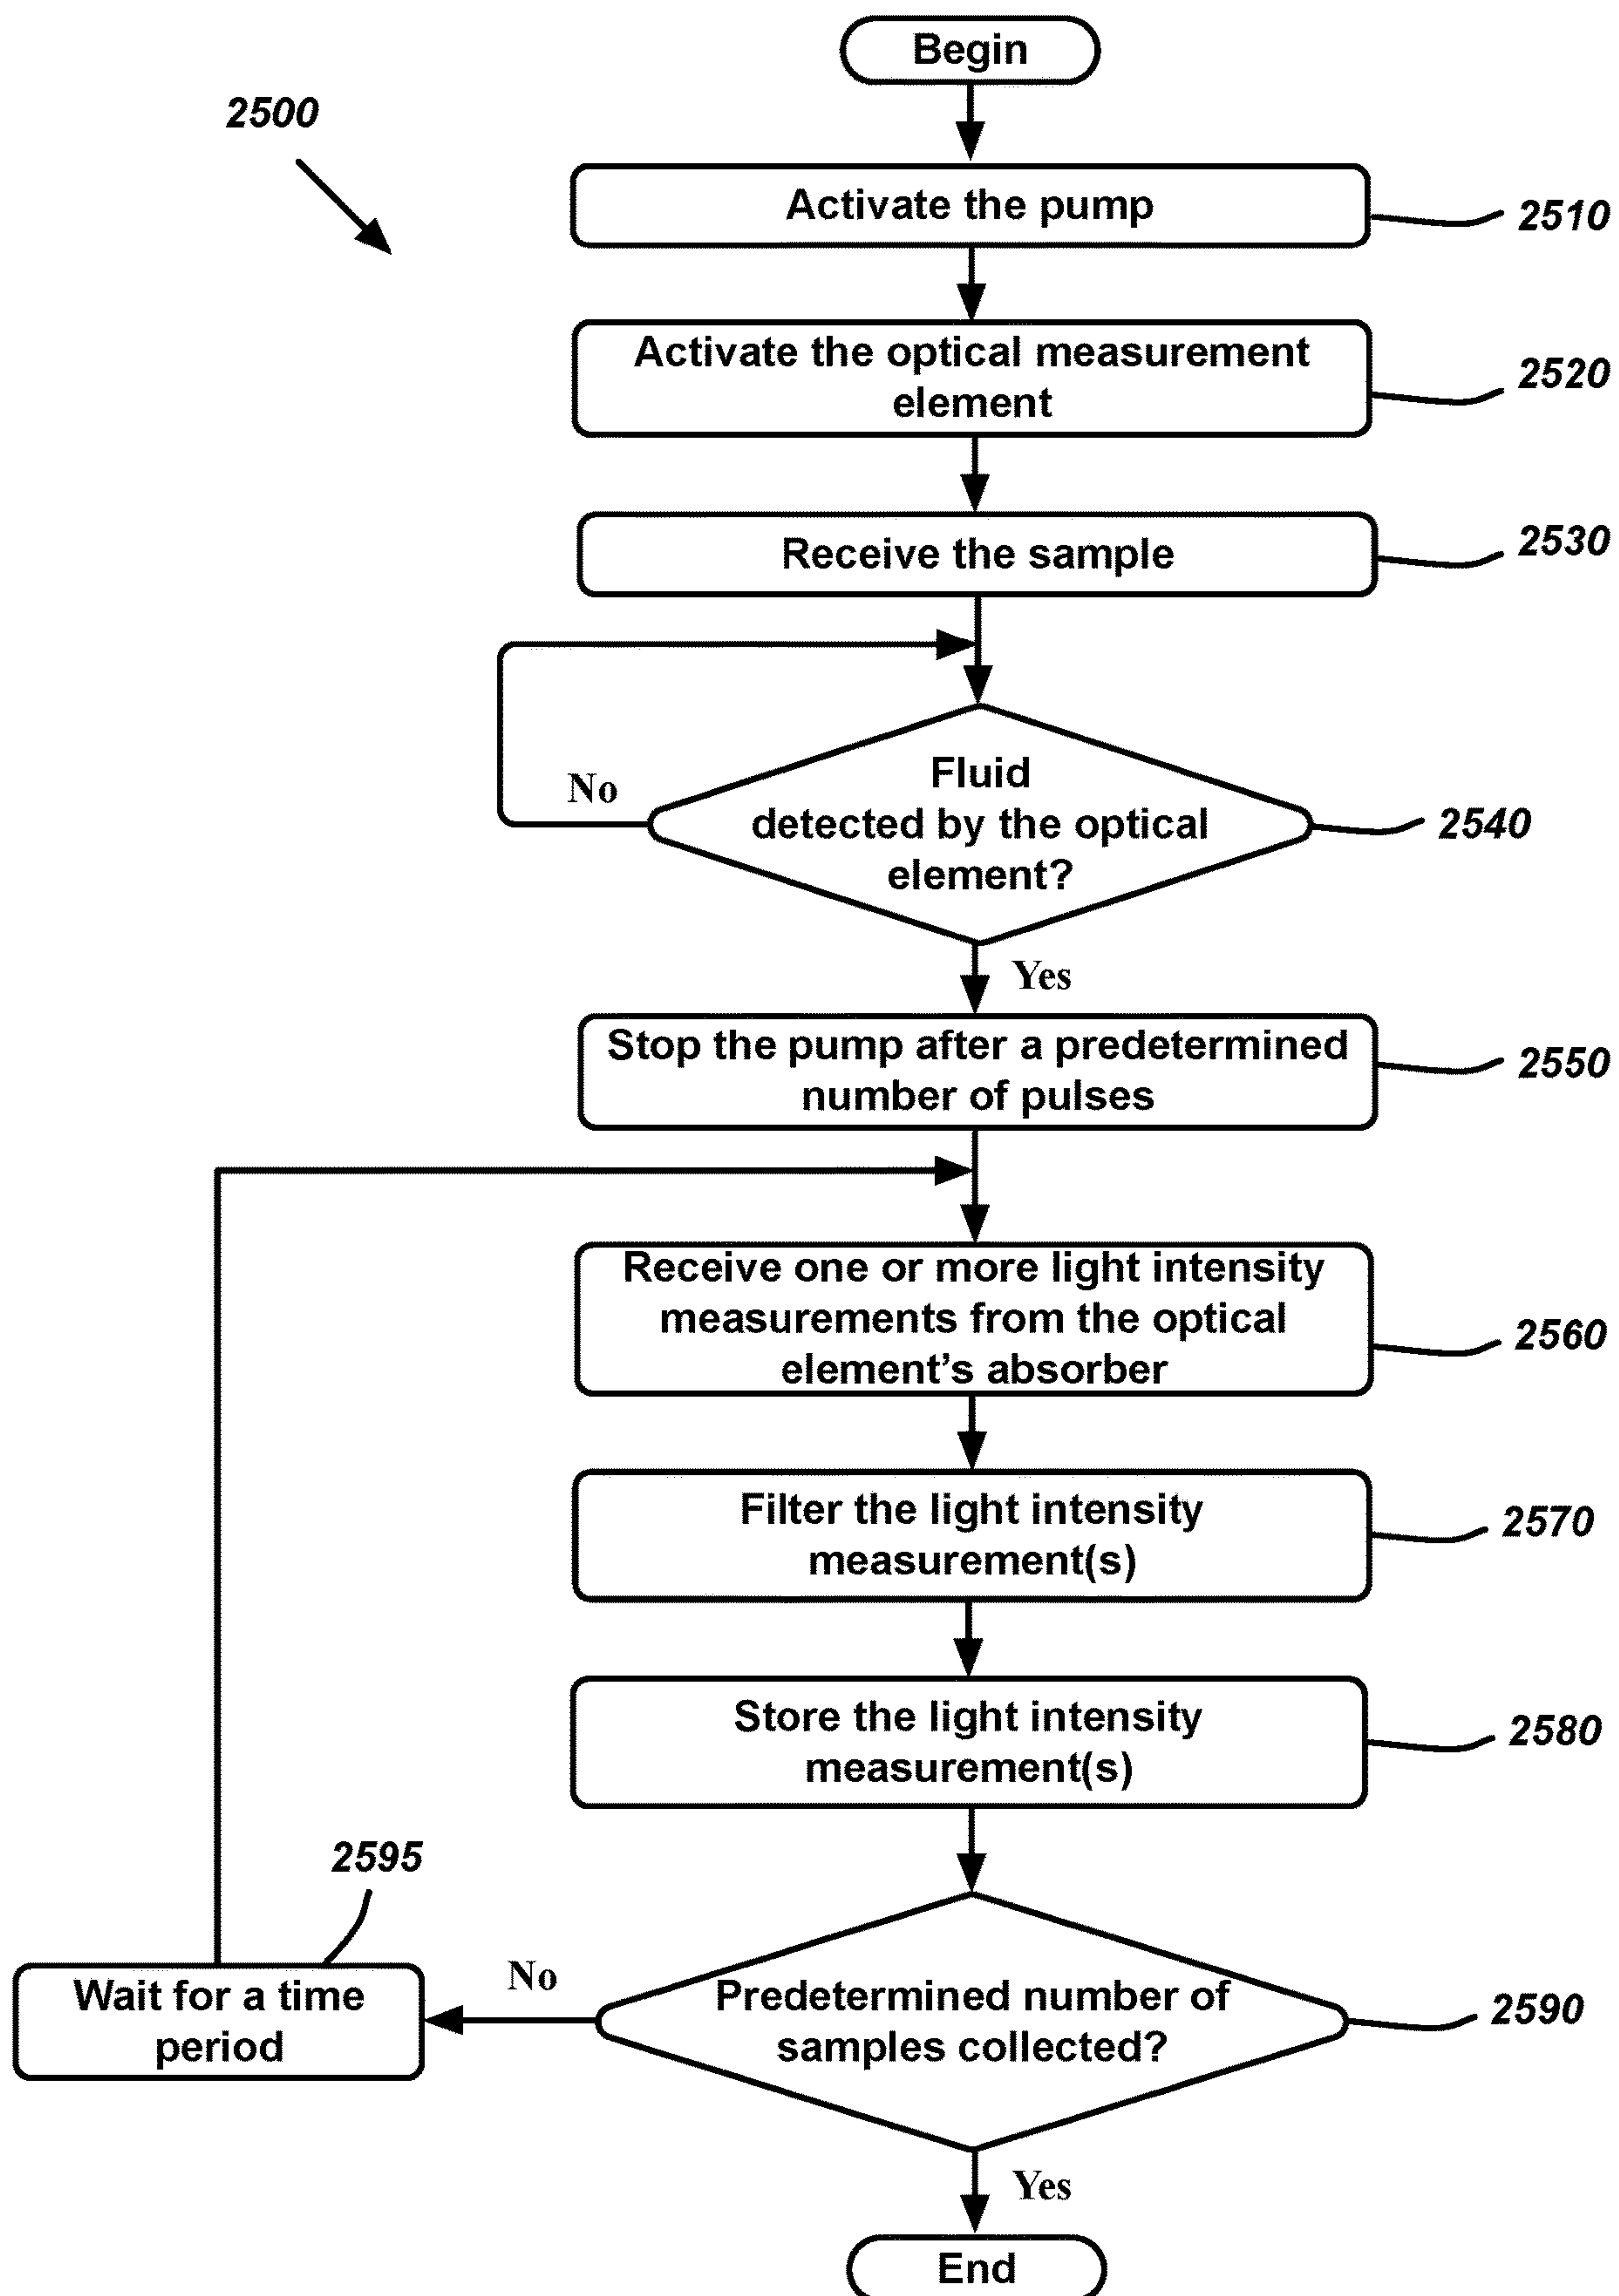 Begin
2500
Activate the pump
2510
Activate the optical measurement
element
2520
Receive the sample
2530
Fluid
detected by the optical
element?
No
2540
Yes
Stop the pump after a predetermined
number of pulses
2550
Receive one or more light intensity
measurements from the optical
element’s absorber
2560
Filter the light intensity
measurement(s)
2570
Store the light intensity
measurement(s)
2580
2595
Wait for a time
period
No
Predetermined number of
samples collected?
2590
Yes
End